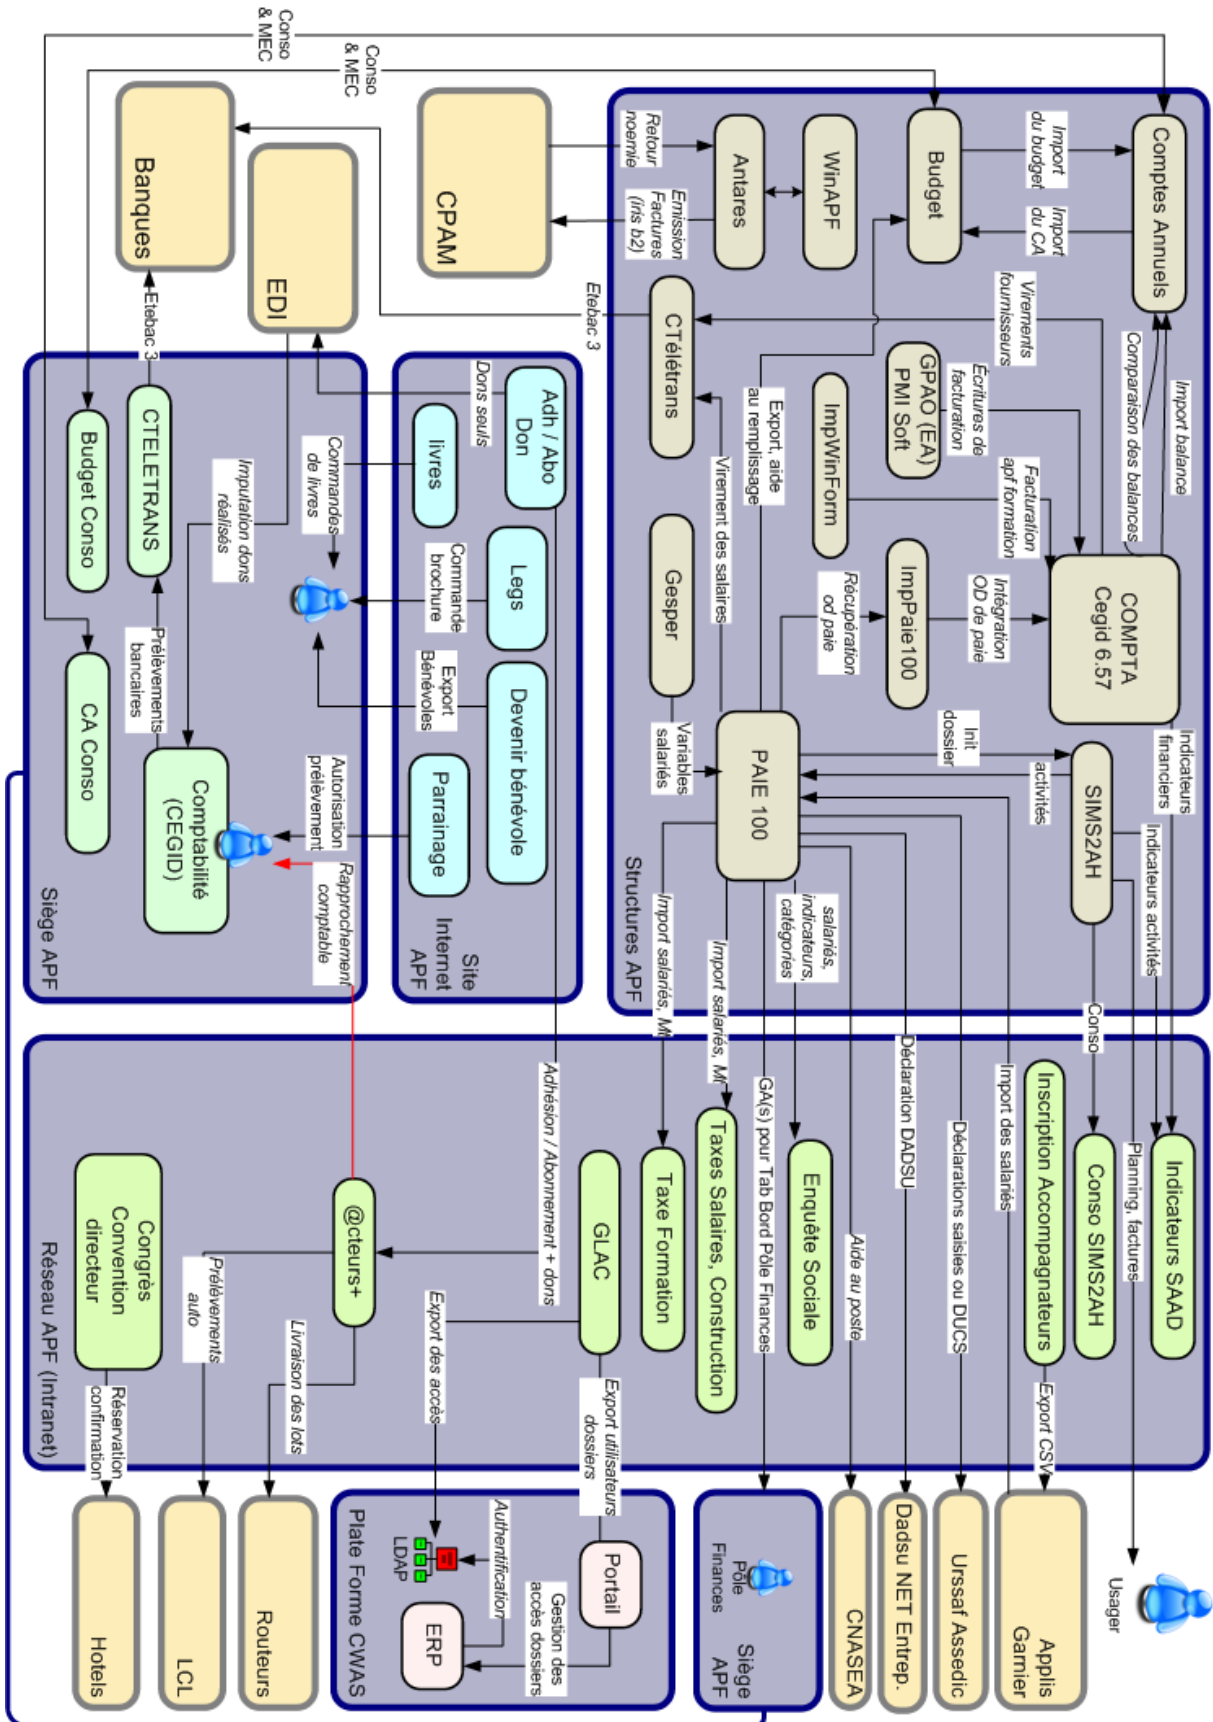 Conso
& MEC
Conso
& MEC
Comptes Annuels
Import
du budget
Import
du CA
Budget
WinAPF
Antares
Retour
noemie
Emission
Factures
(iris b2)
CPAM
Banques
EDI
Etebac 3
Etebac 3
CTélétrans
Virements
fournisseurs
Comparaison des balances
Import balance
GPAO (EA)
PMI Soft
Écritures de
facturation
ImpWinForm
Facturation
apf formation
COMPTA
Cegid 6.57
Export, aide
au remplissage
Virement des salaires
Gesper
Variables
salariés
ImpPaie100
Récupération
od paie
Intégration
OD de paie
PAIE 100
Init
dossier
activités
SIMS2AH
Indicateurs
financiers
Indicateurs activités
Structures APF
Adh / Abo
Don
Dons seuls
livres
Commandes
de livres
Legs
Commande
brochure
Devenir bénévole
Export
Bénévoles
Parrainage
Autorisation
prélèvement
Site
Internet
APF
CTELETRANS
Budget Conso
Imputation dons
réalisés
Prélèvements
bancaires
CA Conso
Comptabilité
(CEGID)
Rapprochement
comptable
Siège APF
salariés,
indicateurs,
catégories
Import salariés, Mt
Import salariés, Mt
GA(s) pour Tab Bord Pôle Finances
Aide au poste
Déclaration DADSU
Déclarations saisies ou DUCS
Import des salariés
Conso
Planning, factures
Indicateurs SAAD
Conso SIMS2AH
Inscription Accompagnateurs
Export CSV
Enquête Sociale
Taxes Salaires, Construction
Taxe Formation
GLAC
Adhésion / Abonnement + dons
@cteurs+
Export des accès
Export utilisateurs
dossiers
Prélèvements
auto
Livraison des lots
Congrès
Convention
directeur
Réservation
confirmation
Réseau APF (Intranet)
Usager
Applis
Garnier
Urssaf Assedic
Dadsu NET Entrep.
CNASEA
Pôle
Finances
Siège
APF
Portail
Gestion des
accès dossiers
Authentification
LDAP
ERP
Plate Forme CWAS
Routeurs
LCL
Hotels